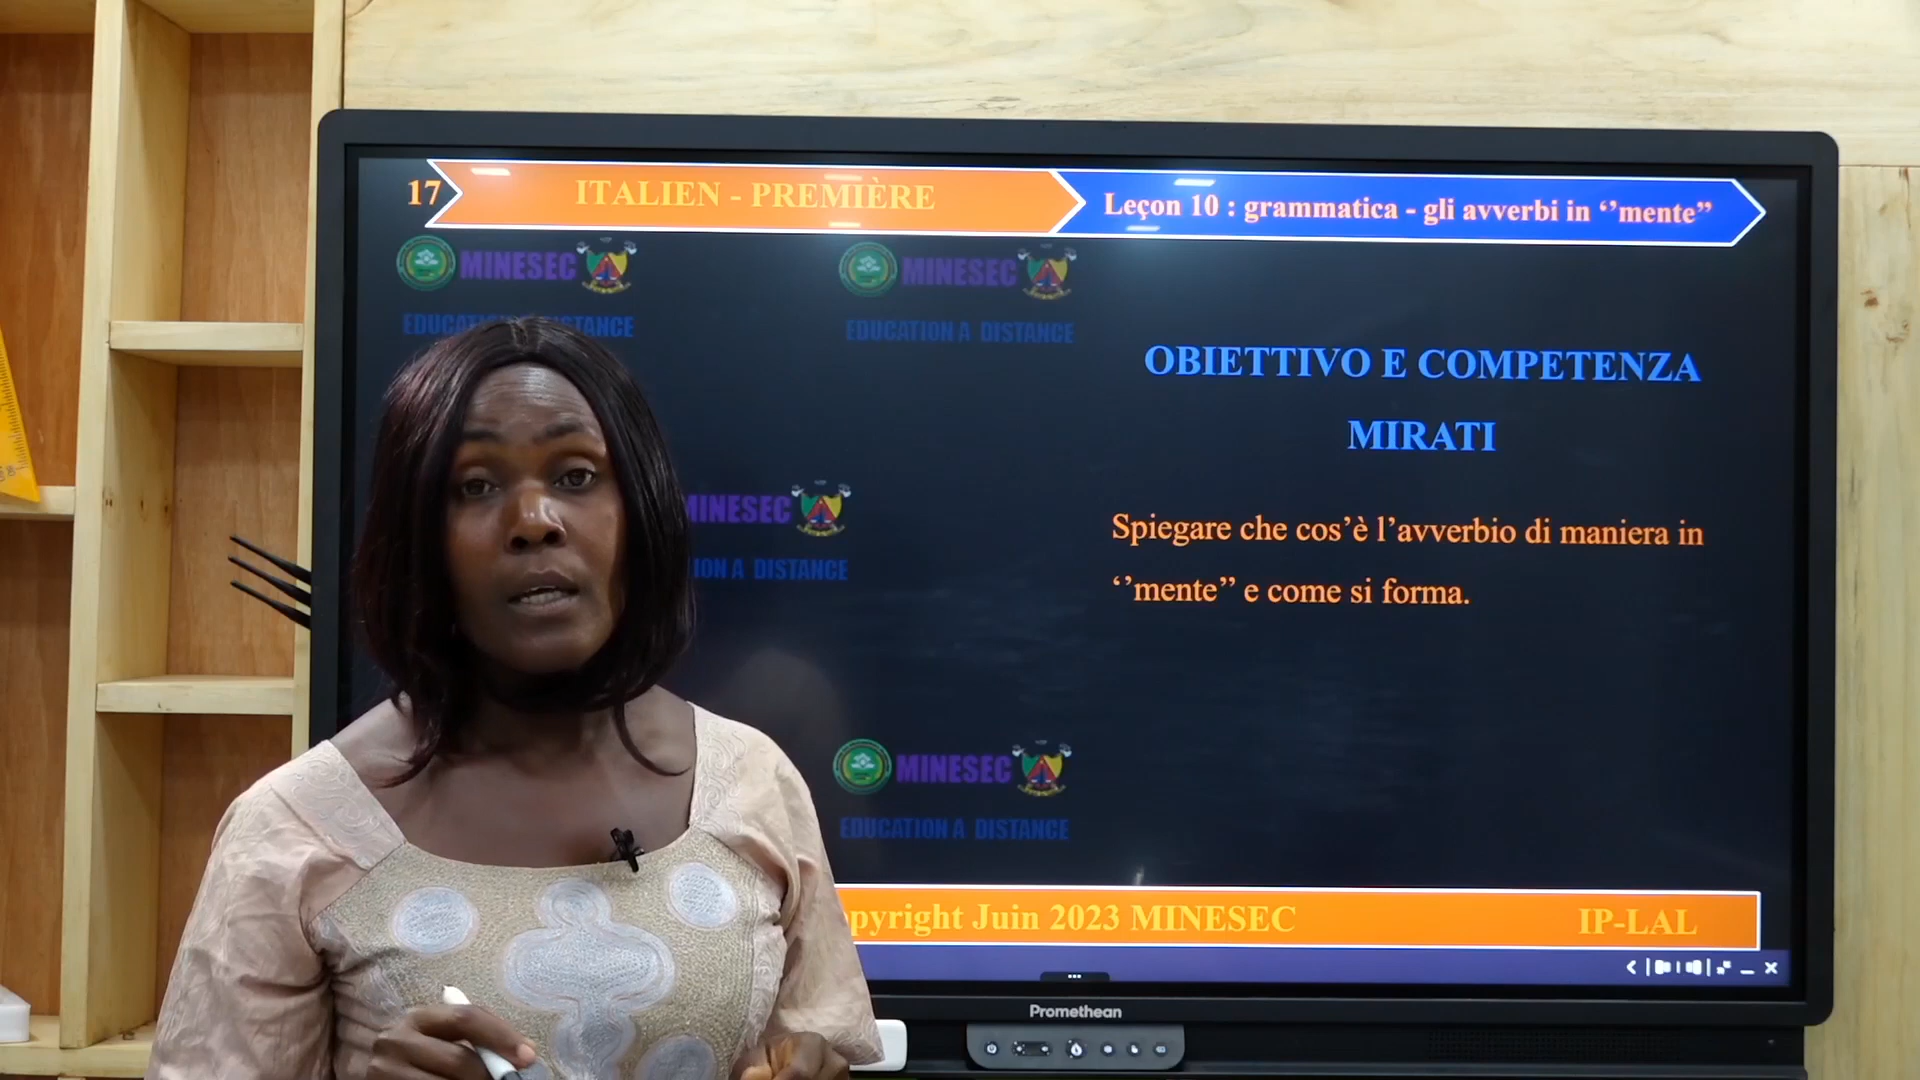 17
ITALIEN - PREMIÈRE
Leçon 10 : grammatica - gli avverbi in ‘’mente’’
MINESEC
MINESEC
EDUCATION A DISTANCE
OBIETTIVO E COMPETENZA
MIRATI
MINESEC
A DISTANCE
Spiegare che cos’è l’avverbio di maniera in
‘’mente’’ e come si forma.
MINESEC
EDUCATION A DISTANCE
Juin 2023 MINESEC
IP-LAL
Promethean